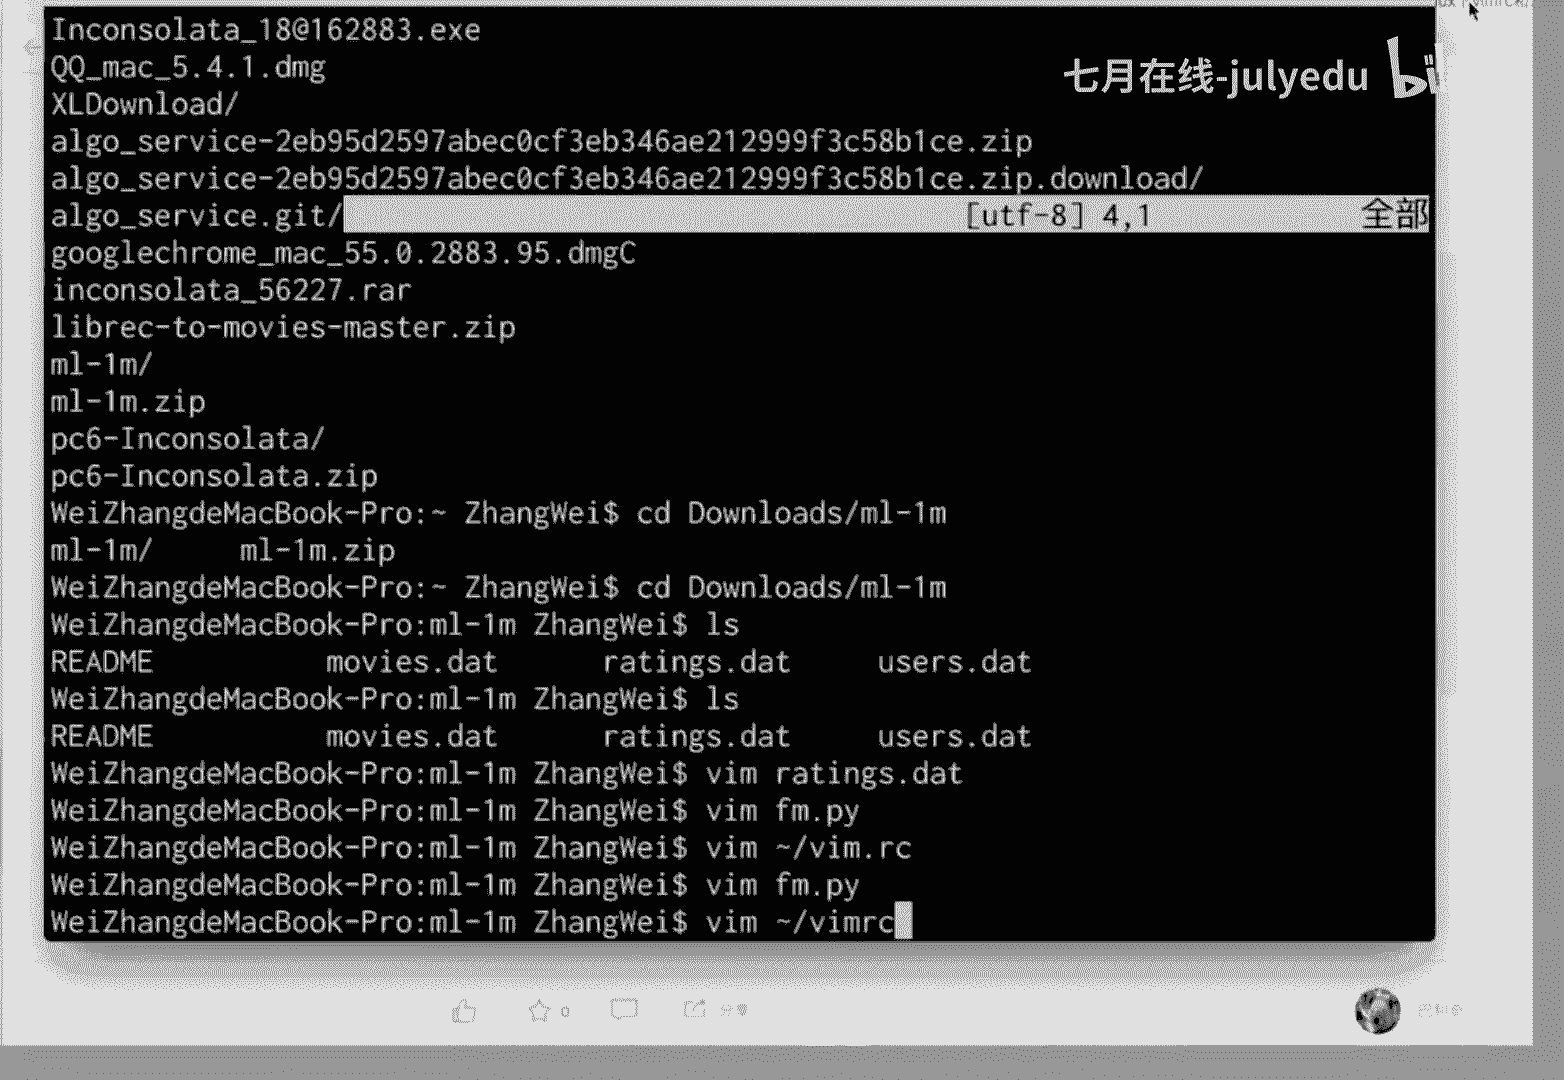 Inconsolata_18@162883.exe
QQ_mac_5.4.1.dmg
七月在线-julyedu
XLDownload/
algo_service-2eb95d2597abec0cf3eb346ae212999f3c58b1ce.zip
algo_service-2eb95d2597abec0cf3eb346ae212999f3c58b1ce.zip.download/
algo_service.git/ [utf-8] 4,1 全部
googlechrome_mac_55.0.2883.95.dmgC
inconsolata_56227.rar
librec-to-movies-master.zip
ml-1m/
ml-1m.zip
pc6-Inconsolata/
pc6-Inconsolata.zip
WeiZhangdeMacBook-Pro:~ ZhangWei$ cd Downloads/ml-1m
ml-1m/ ml-1m.zip
WeiZhangdeMacBook-Pro:~ ZhangWei$ cd Downloads/ml-1m
WeiZhangdeMacBook-Pro:ml-1m ZhangWei$ ls
README movies.dat ratings.dat users.dat
WeiZhangdeMacBook-Pro:ml-1m ZhangWei$ ls
README movies.dat ratings.dat users.dat
WeiZhangdeMacBook-Pro:ml-1m ZhangWei$ vim ratings.dat
WeiZhangdeMacBook-Pro:ml-1m ZhangWei$ vim fm.py
WeiZhangdeMacBook-Pro:ml-1m ZhangWei$ vim ~/vim.rc
WeiZhangdeMacBook-Pro:ml-1m ZhangWei$ vim fm.py
WeiZhangdeMacBook-Pro:ml-1m ZhangWei$ vim ~/vimrc
0